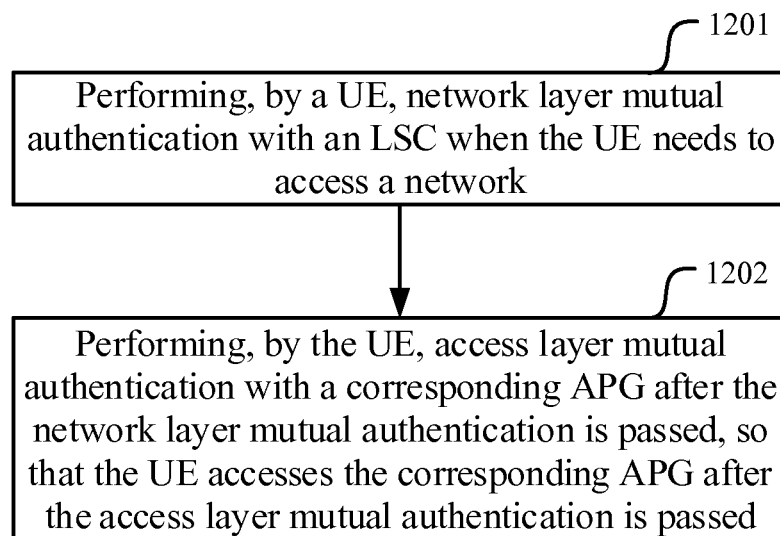 1201
Performing, by a UE, network layer mutual
authentication with an LSC when the UE needs to
access a network
1202
Performing, by the UE, access layer mutual
authentication with a corresponding APG after the
network layer mutual authentication is passed, so
that the UE accesses the corresponding APG after
the access layer mutual authentication is passed